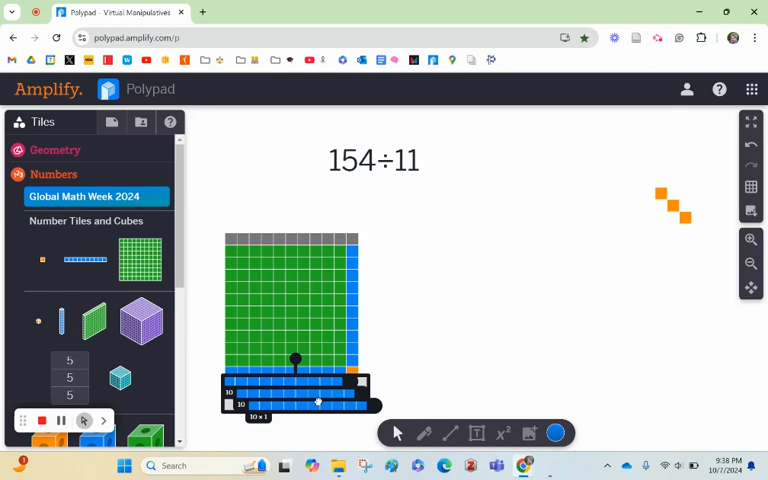 Polypad – Virtual Manipulatives
polypad.amplify.com/p
Amplify. Polypad
Tiles
Geometry
Numbers
Global Math Week 2024
Number Tiles and Cubes
5
5
5
154÷11
10
10
10 × 1
Search
9:38 PM
10/7/2024